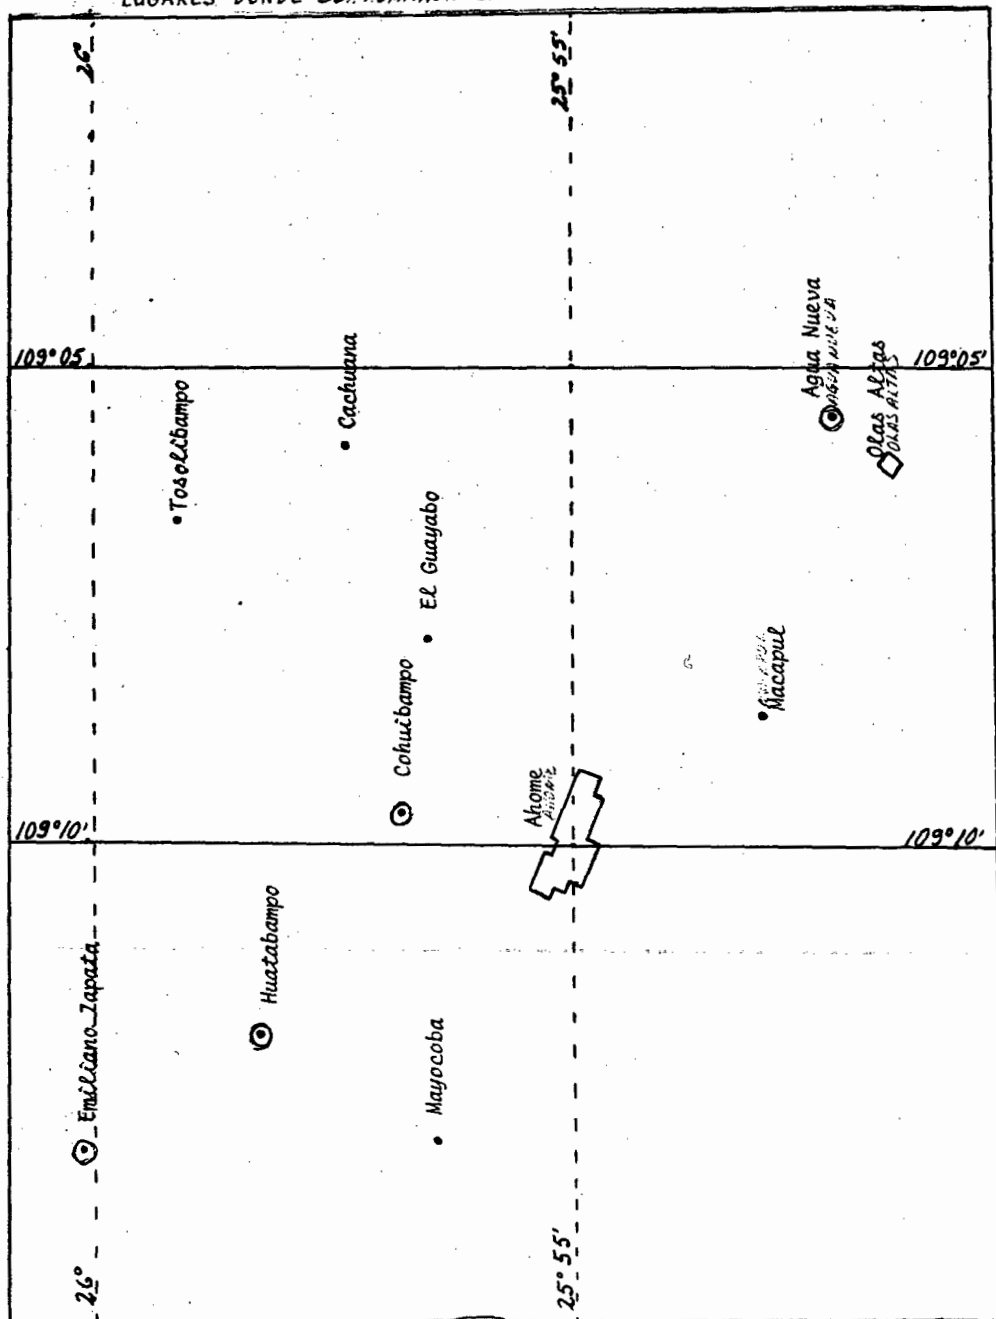 LUGARES DONDE
26°
25° 55'
109° 05'
109° 05'
Tosolibampo
Cachuana
Agua Nueva
AGUA NUEVA
Olas Altas
OLAS ALTAS
El Guayabo
Cohuibampo
Macapul
Ahome
AHOME
109° 10'
109° 10'
Emiliano Zapata
Huatabampo
Mayocoba
26°
25° 55'